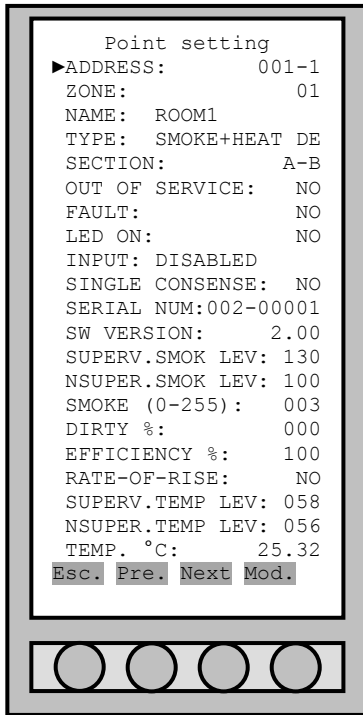 Point setting
►ADDRESS: 001-1
ZONE: 01
NAME: ROOM1
TYPE: SMOKE+HEAT DE
SECTION: A-B
OUT OF SERVICE: NO
FAULT: NO
LED ON: NO
INPUT: DISABLED
SINGLE CONSENSE: NO
SERIAL NUM:002-00001
SW VERSION: 2.00
SUPERV.SMOK LEV: 130
NSUPER.SMOK LEV: 100
SMOKE (0-255): 003
DIRTY %: 000
EFFICIENCY %: 100
RATE-OF-RISE: NO
SUPERV.TEMP LEV: 058
NSUPER.TEMP LEV: 056
TEMP. °C: 25.32
Esc. Pre. Next Mod.